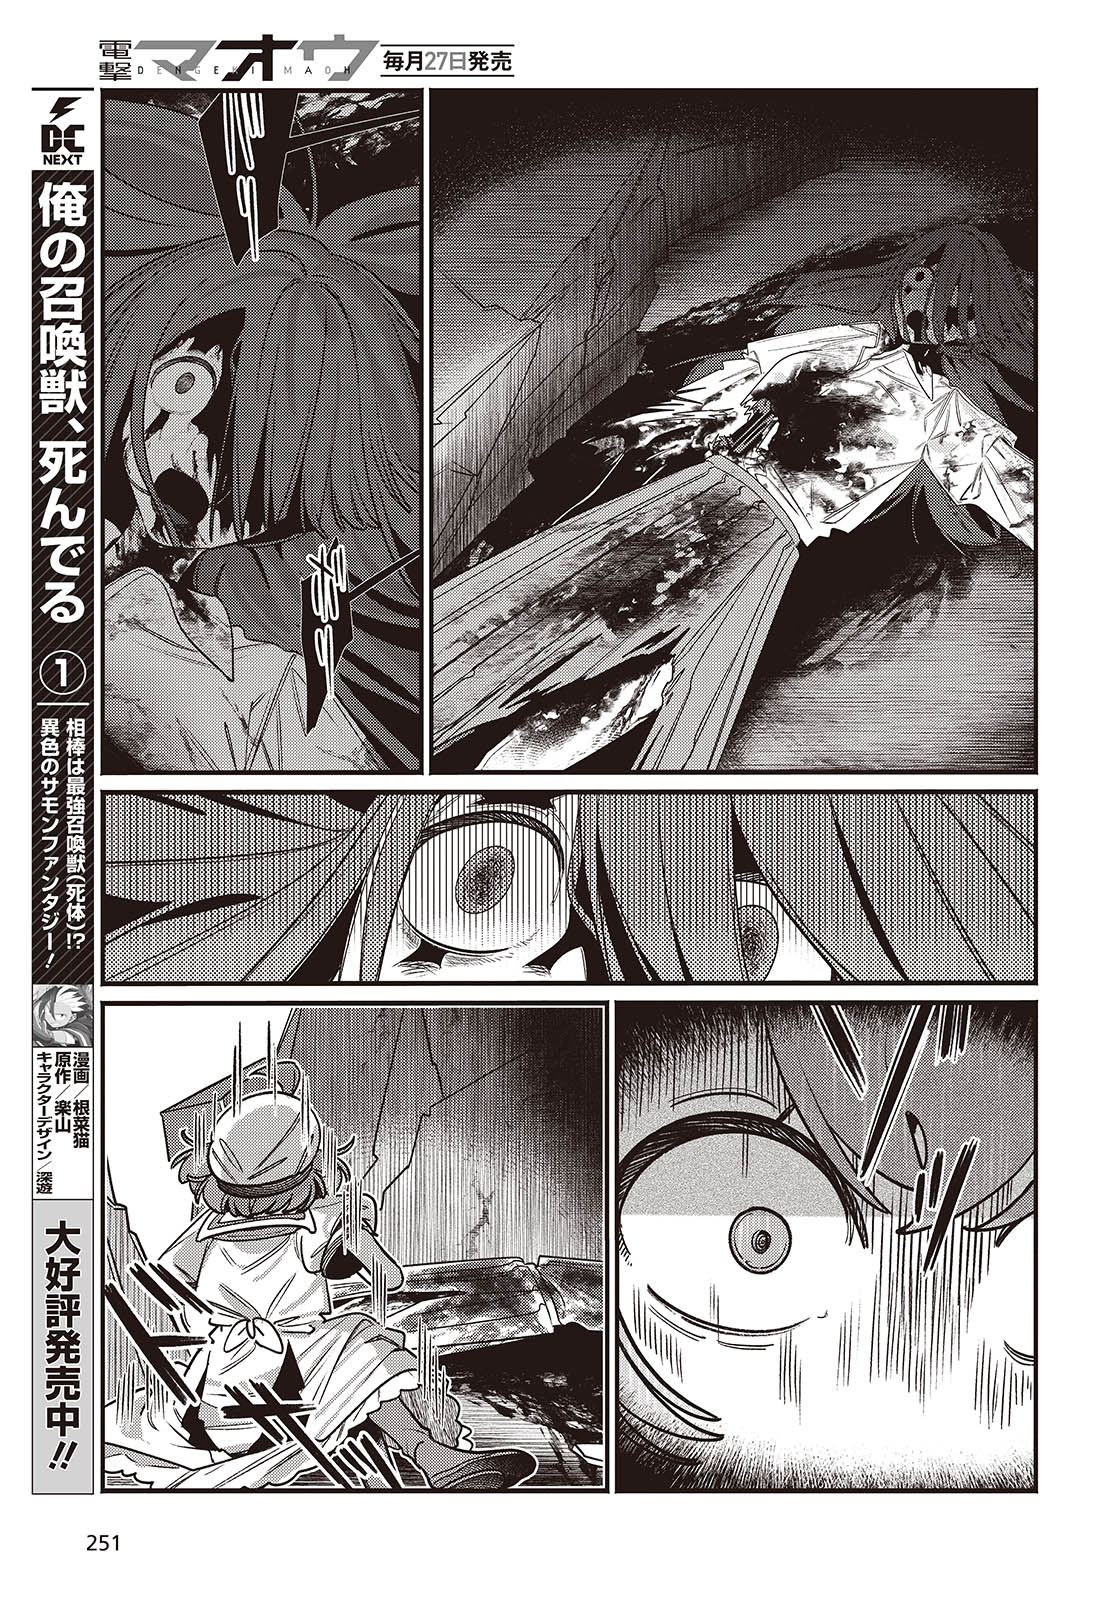 電撃マオウ
DENGEKI MAOH
毎月27日発売
DC
NEXT
俺の召喚獣、死んでる
1
相棒は最強召喚獣(死体)!?
異色のサモンファンタジー!
漫画/根菜猫
原作/楽山
キャラクターデザイン/深遊
大好評発売中!!
251